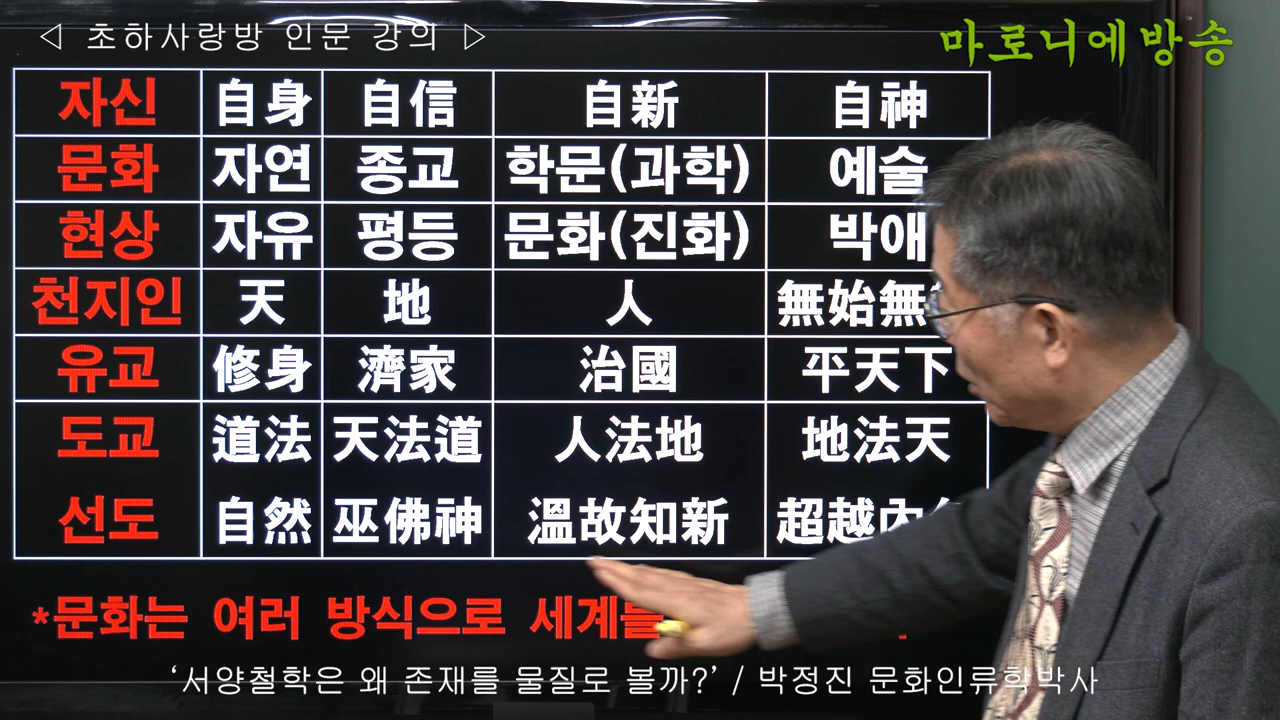 ◁ 초하사랑방 인문 강의 ▷
마로니에방송
자신 自身 自信 自新 自神
문화 자연 종교 학문(과학) 예술
현상 자유 평등 문화(진화) 박애
천지인 天 地 人 無始無
유교 修身 濟家 治國 平天下
도교 道法 天法道 人法地 地法天
선도 自然 巫佛神 溫故知新 超越內
*문화는 여러 방식으로 세계를
‘서양철학은 왜 존재를 물질로 볼까?’ / 박정진 문화인류학박사